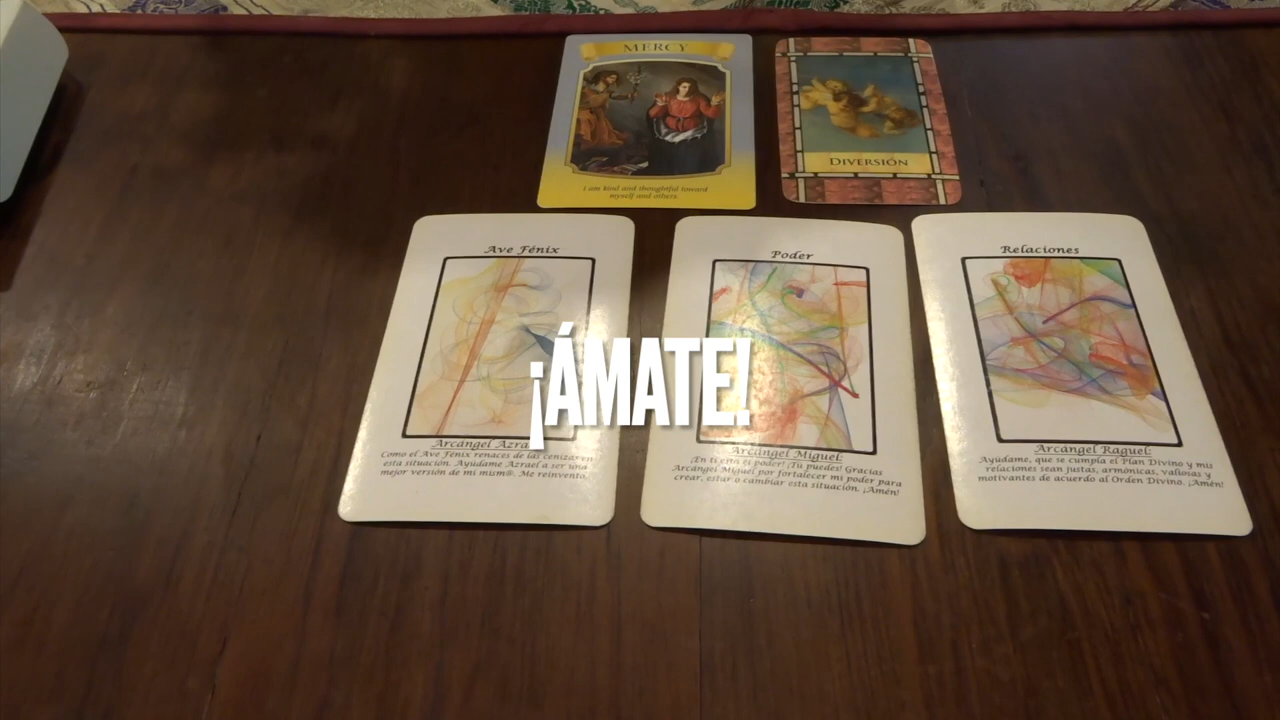 MERCY
I am kind and thoughtful toward
myself and others.
DIVERSIÓN
Ave Fénix
Arcángel Azra
Como el Ave Fénix renaces de las cenizas en
esta situación. Ayúdame Azrael a ser una
mejor versión de mi mism@. Me reinvento.
Poder
Arcángel Miguel:
¡En ti está el poder! ¡Tú puedes! Gracias
Arcángel Miguel por fortalecer mi poder para
crear, estar o cambiar esta situación. ¡Amén!
Relaciones
Arcángel Raguel:
Ayúdame, que se cumpla el Plan Divino y mis
relaciones sean justas, armónicas, valiosas y
motivantes de acuerdo al Orden Divino. ¡Amén!
¡ÁMATE!